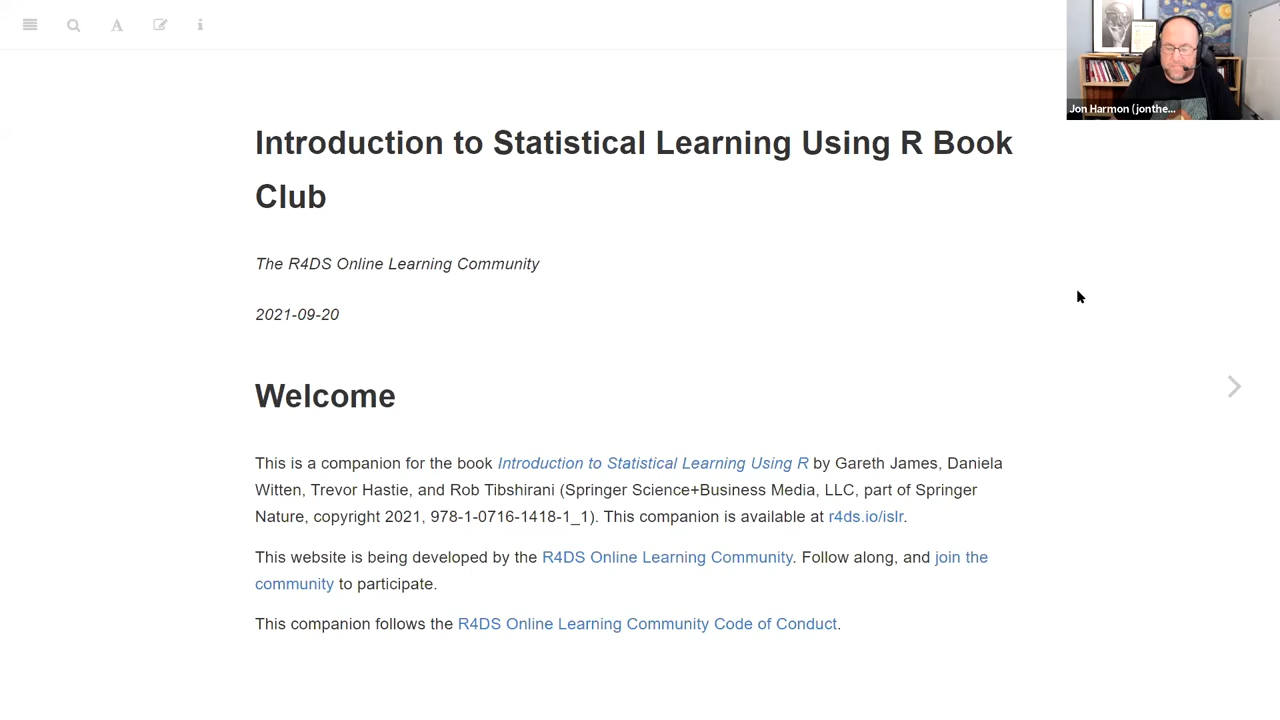 Jon Harmon (jonthe...
Introduction to Statistical Learning Using R Book
Club
The R4DS Online Learning Community
2021-09-20
Welcome
This is a companion for the book Introduction to Statistical Learning Using R by Gareth James, Daniela
Witten, Trevor Hastie, and Rob Tibshirani (Springer Science+Business Media, LLC, part of Springer
Nature, copyright 2021, 978-1-0716-1418-1_1). This companion is available at r4ds.io/islr.
This website is being developed by the R4DS Online Learning Community. Follow along, and join the
community to participate.
This companion follows the R4DS Online Learning Community Code of Conduct.